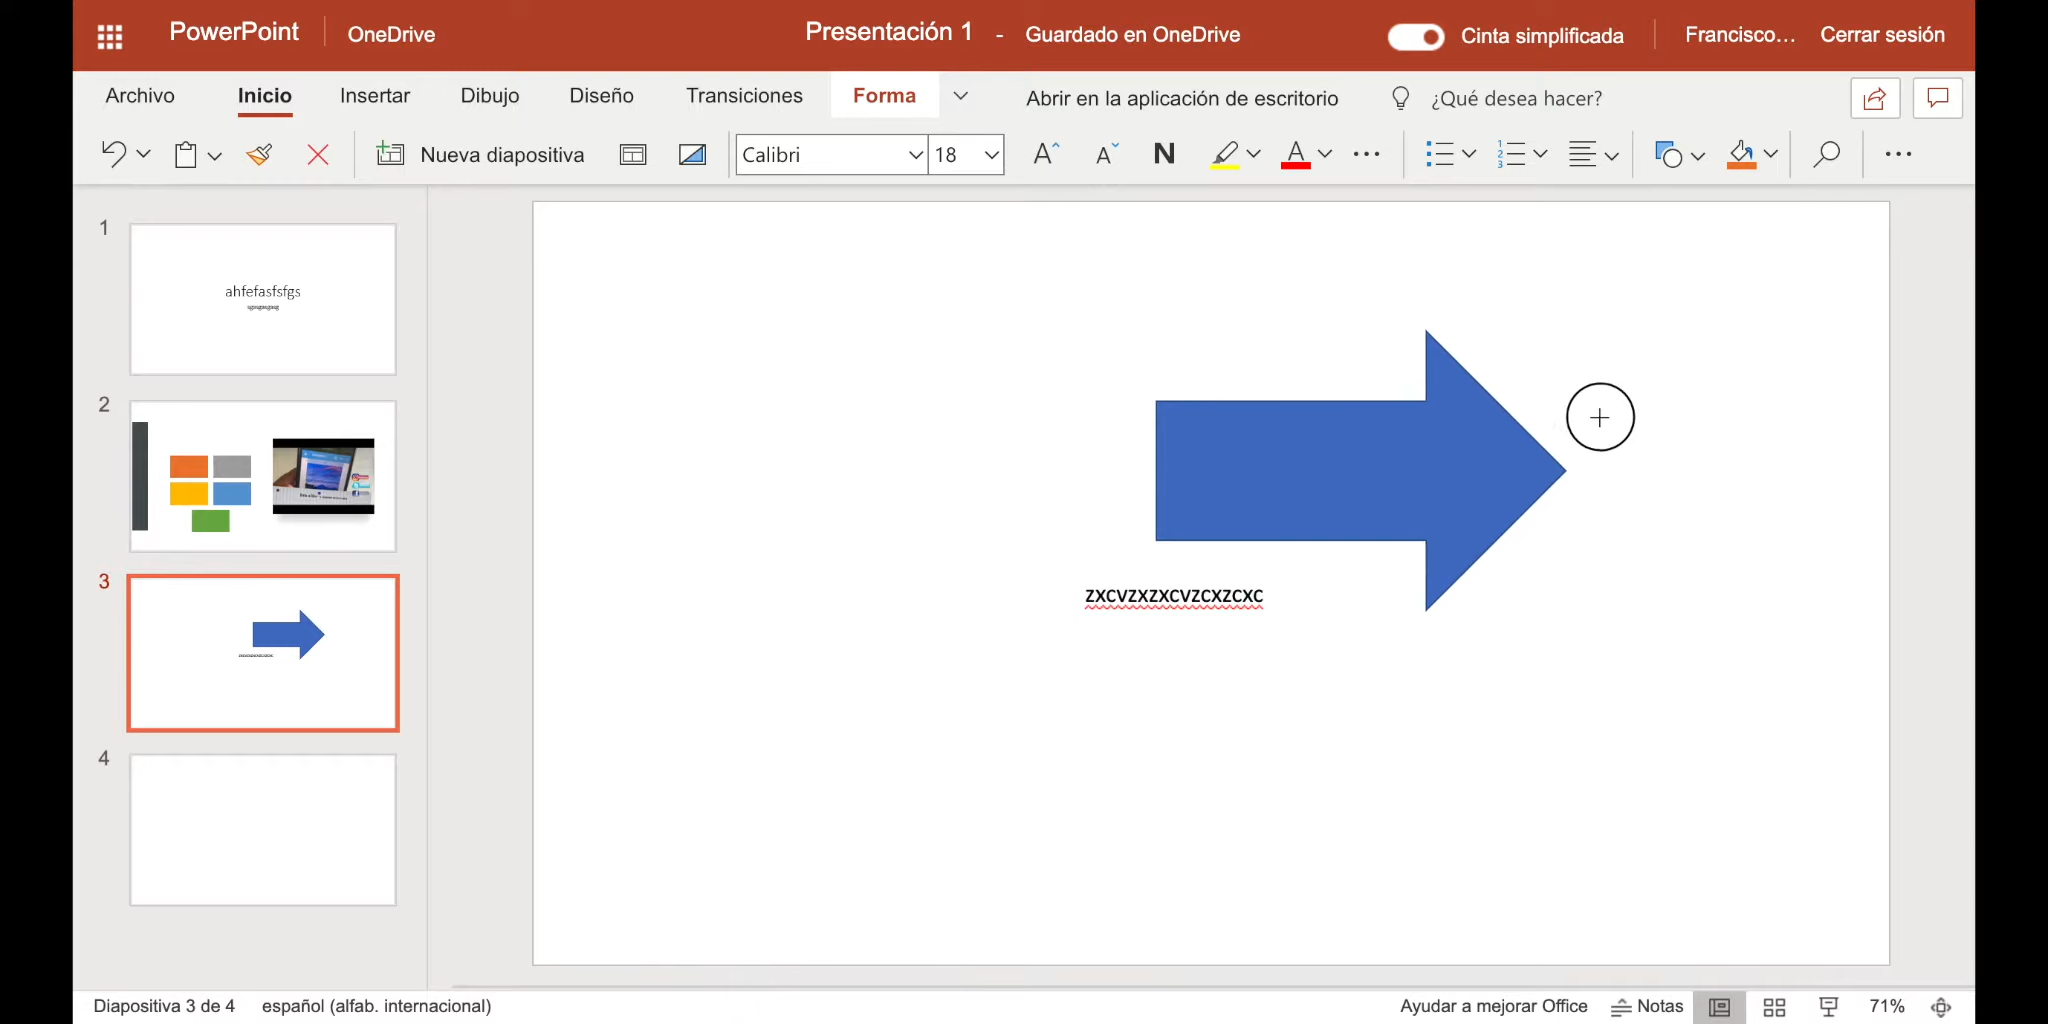 PowerPoint OneDrive Presentación 1 - Guardado en OneDrive Cinta simplificada Francisco... Cerrar sesión
Archivo Inicio Insertar Dibujo Diseño Transiciones Forma Abrir en la aplicación de escritorio ¿Qué desea hacer?
Nueva diapositiva Calibri 18 A A N A
1
ahfefasfsfgs
2
3
ZXCVZXZXCVZCXZCXC
4
Diapositiva 3 de 4 español (alfab. internacional) Ayudar a mejorar Office Notas 71%